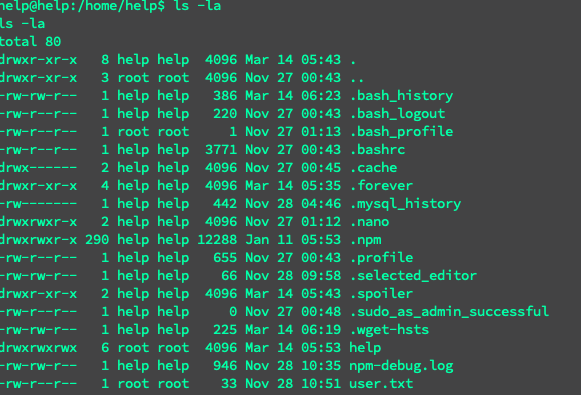 help@help:/home/help$ ls -la
ls -la
total 80
drwxr-xr-x   8 help help  4096 Mar 14 05:43 .
drwxr-xr-x   3 root root  4096 Nov 27 00:43 ..
-rw-rw-r--   1 help help   386 Mar 14 06:23 .bash_history
-rw-r--r--   1 help help   220 Nov 27 00:43 .bash_logout
-rw-r--r--   1 root root     1 Nov 27 01:13 .bash_profile
-rw-r--r--   1 help help  3771 Nov 27 00:43 .bashrc
drwx------   2 help help  4096 Nov 27 00:45 .cache
drwxr-xr-x   4 help help  4096 Mar 14 05:35 .forever
-rw-------   1 help help   442 Nov 28 04:46 .mysql_history
drwxrwxr-x   2 help help  4096 Nov 27 01:12 .nano
drwxrwxr-x 290 help help 12288 Jan 11 05:53 .npm
-rw-r--r--   1 help help   655 Nov 27 00:43 .profile
-rw-rw-r--   1 help help    66 Nov 28 09:58 .selected_editor
drwxr-xr-x   2 help help  4096 Mar 14 05:43 .spoiler
-rw-r--r--   1 help help     0 Nov 27 00:48 .sudo_as_admin_successful
-rw-rw-r--   1 help help   225 Mar 14 06:19 .wget-hsts
drwxrwxrwx   6 root root  4096 Mar 14 05:53 help
-rw-rw-r--   1 help help   946 Nov 28 10:35 npm-debug.log
-rw-r--r--   1 root root    33 Nov 28 10:51 user.txt